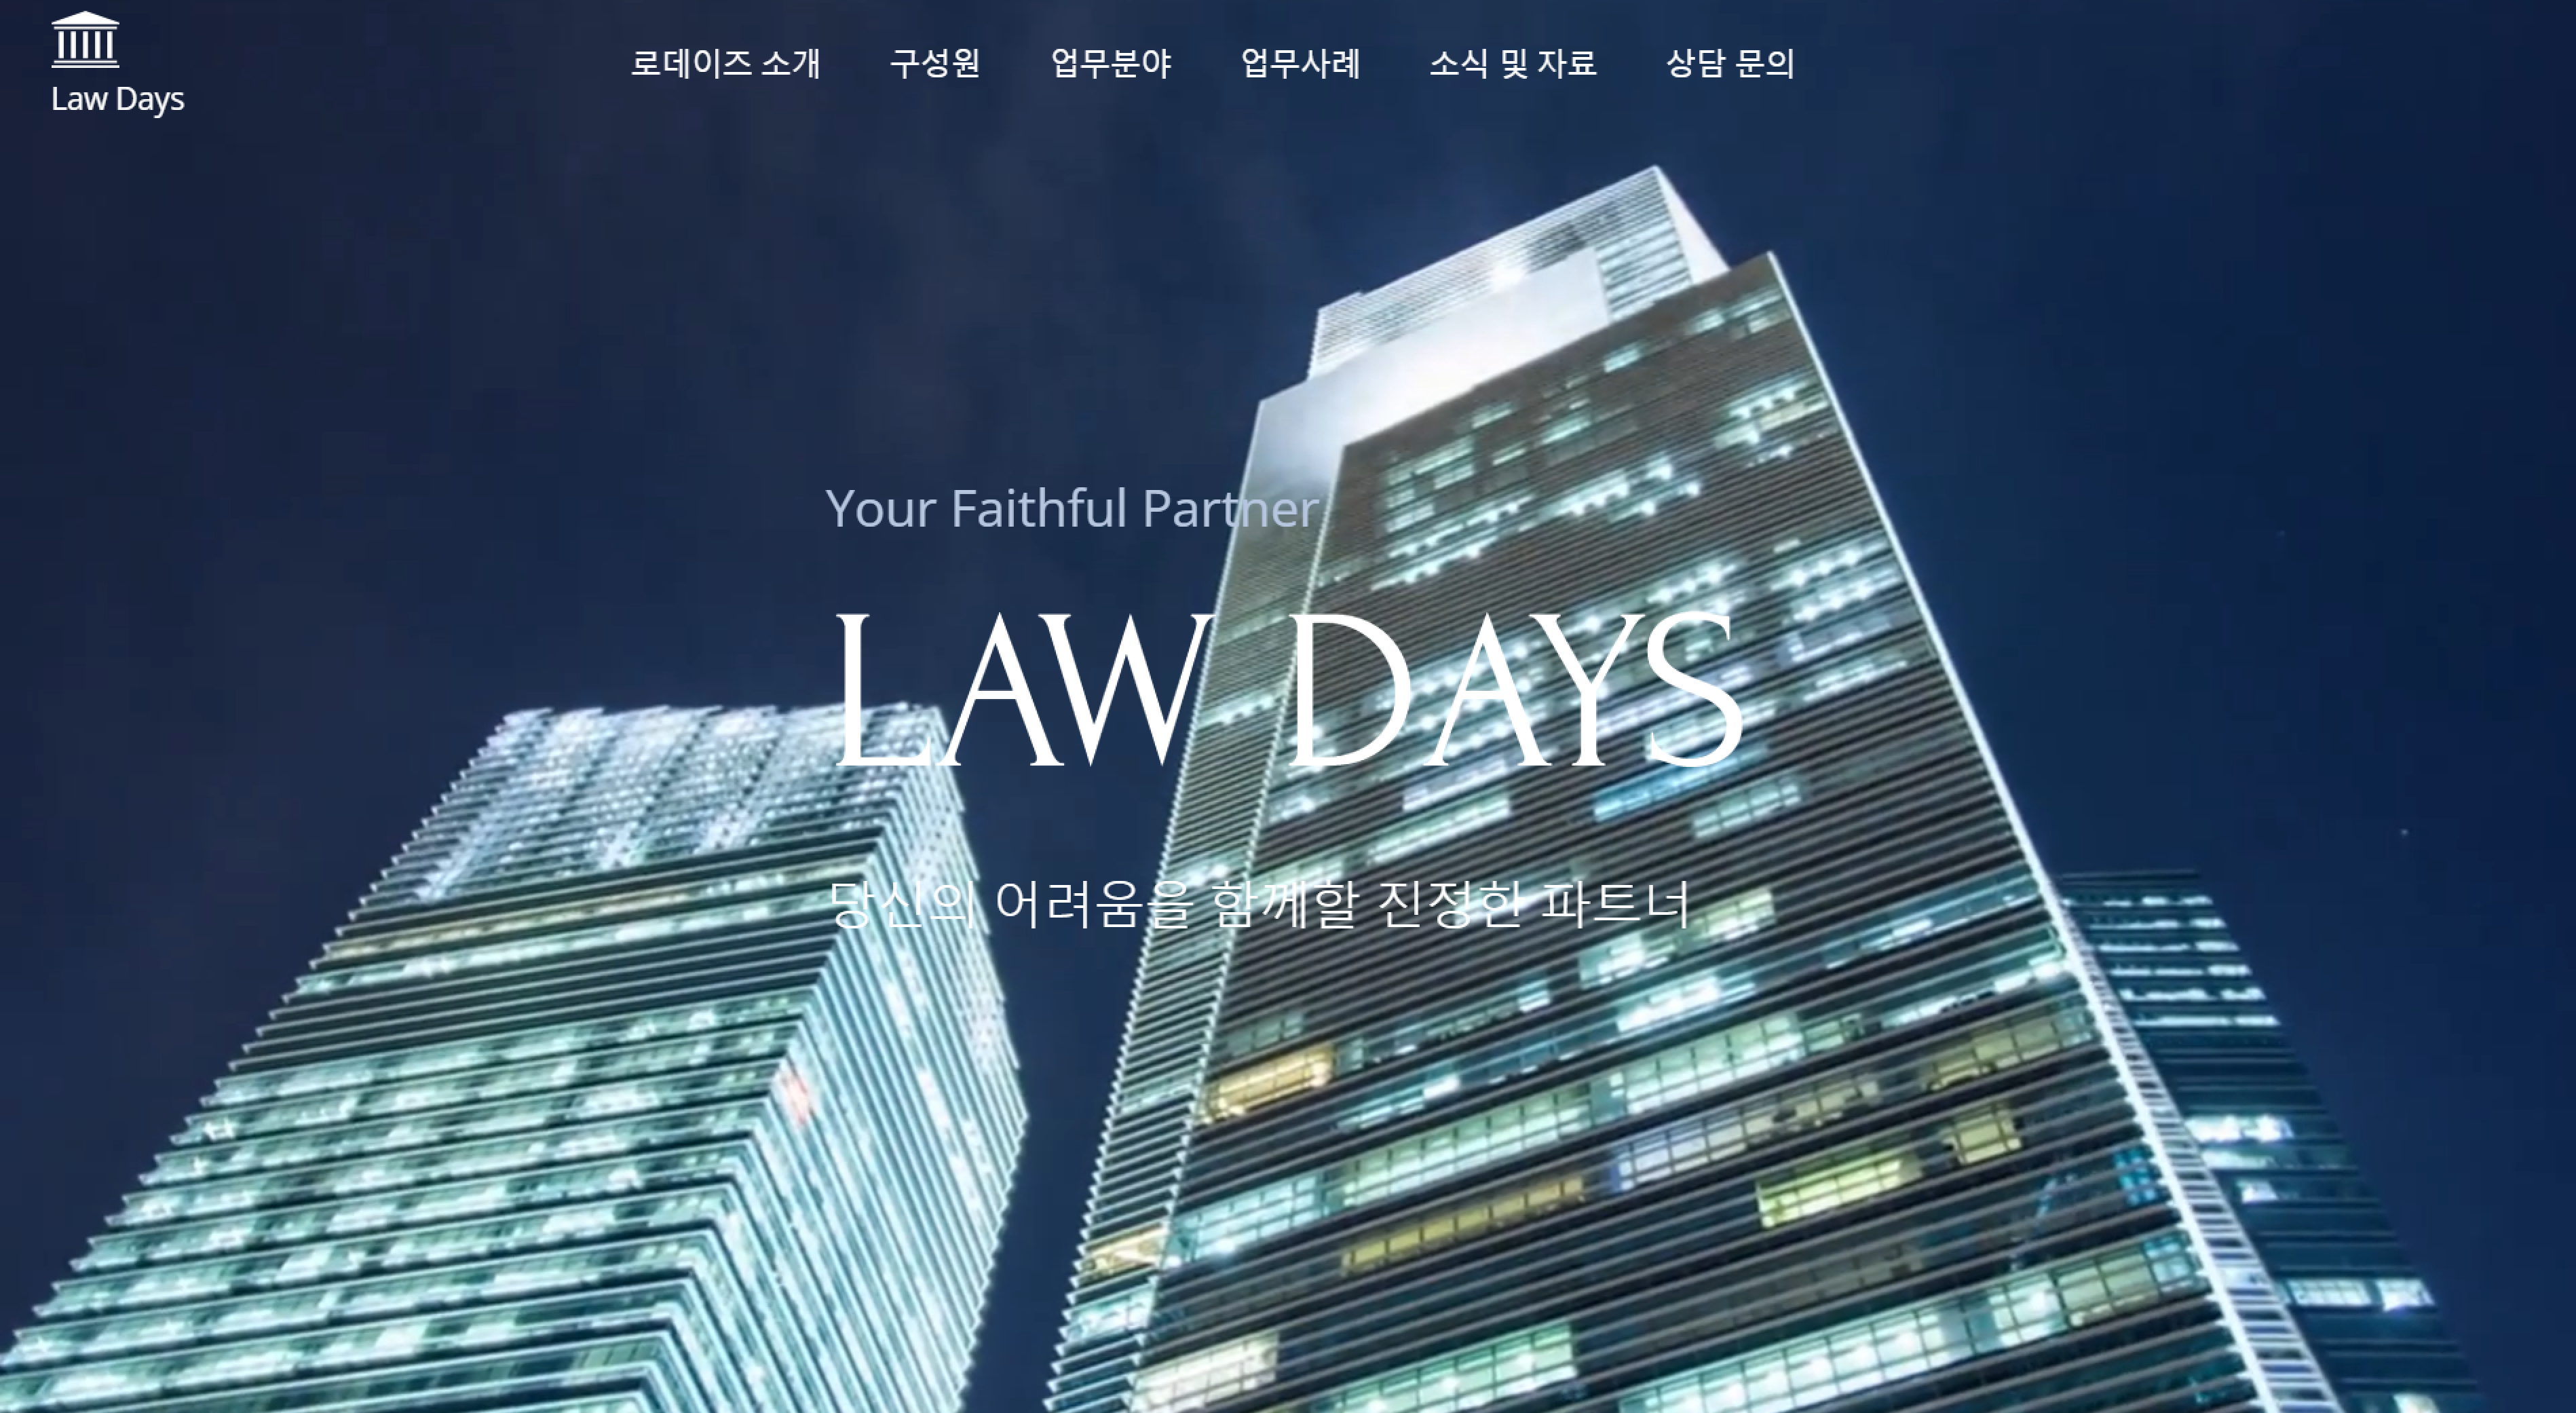 Law Days
로데이즈 소개 구성원 업무분야 업무사례 소식 및 자료 상담 문의
Your Faithful Partner
LAW DAYS
당신의 어려움을 함께할 진정한 파트너